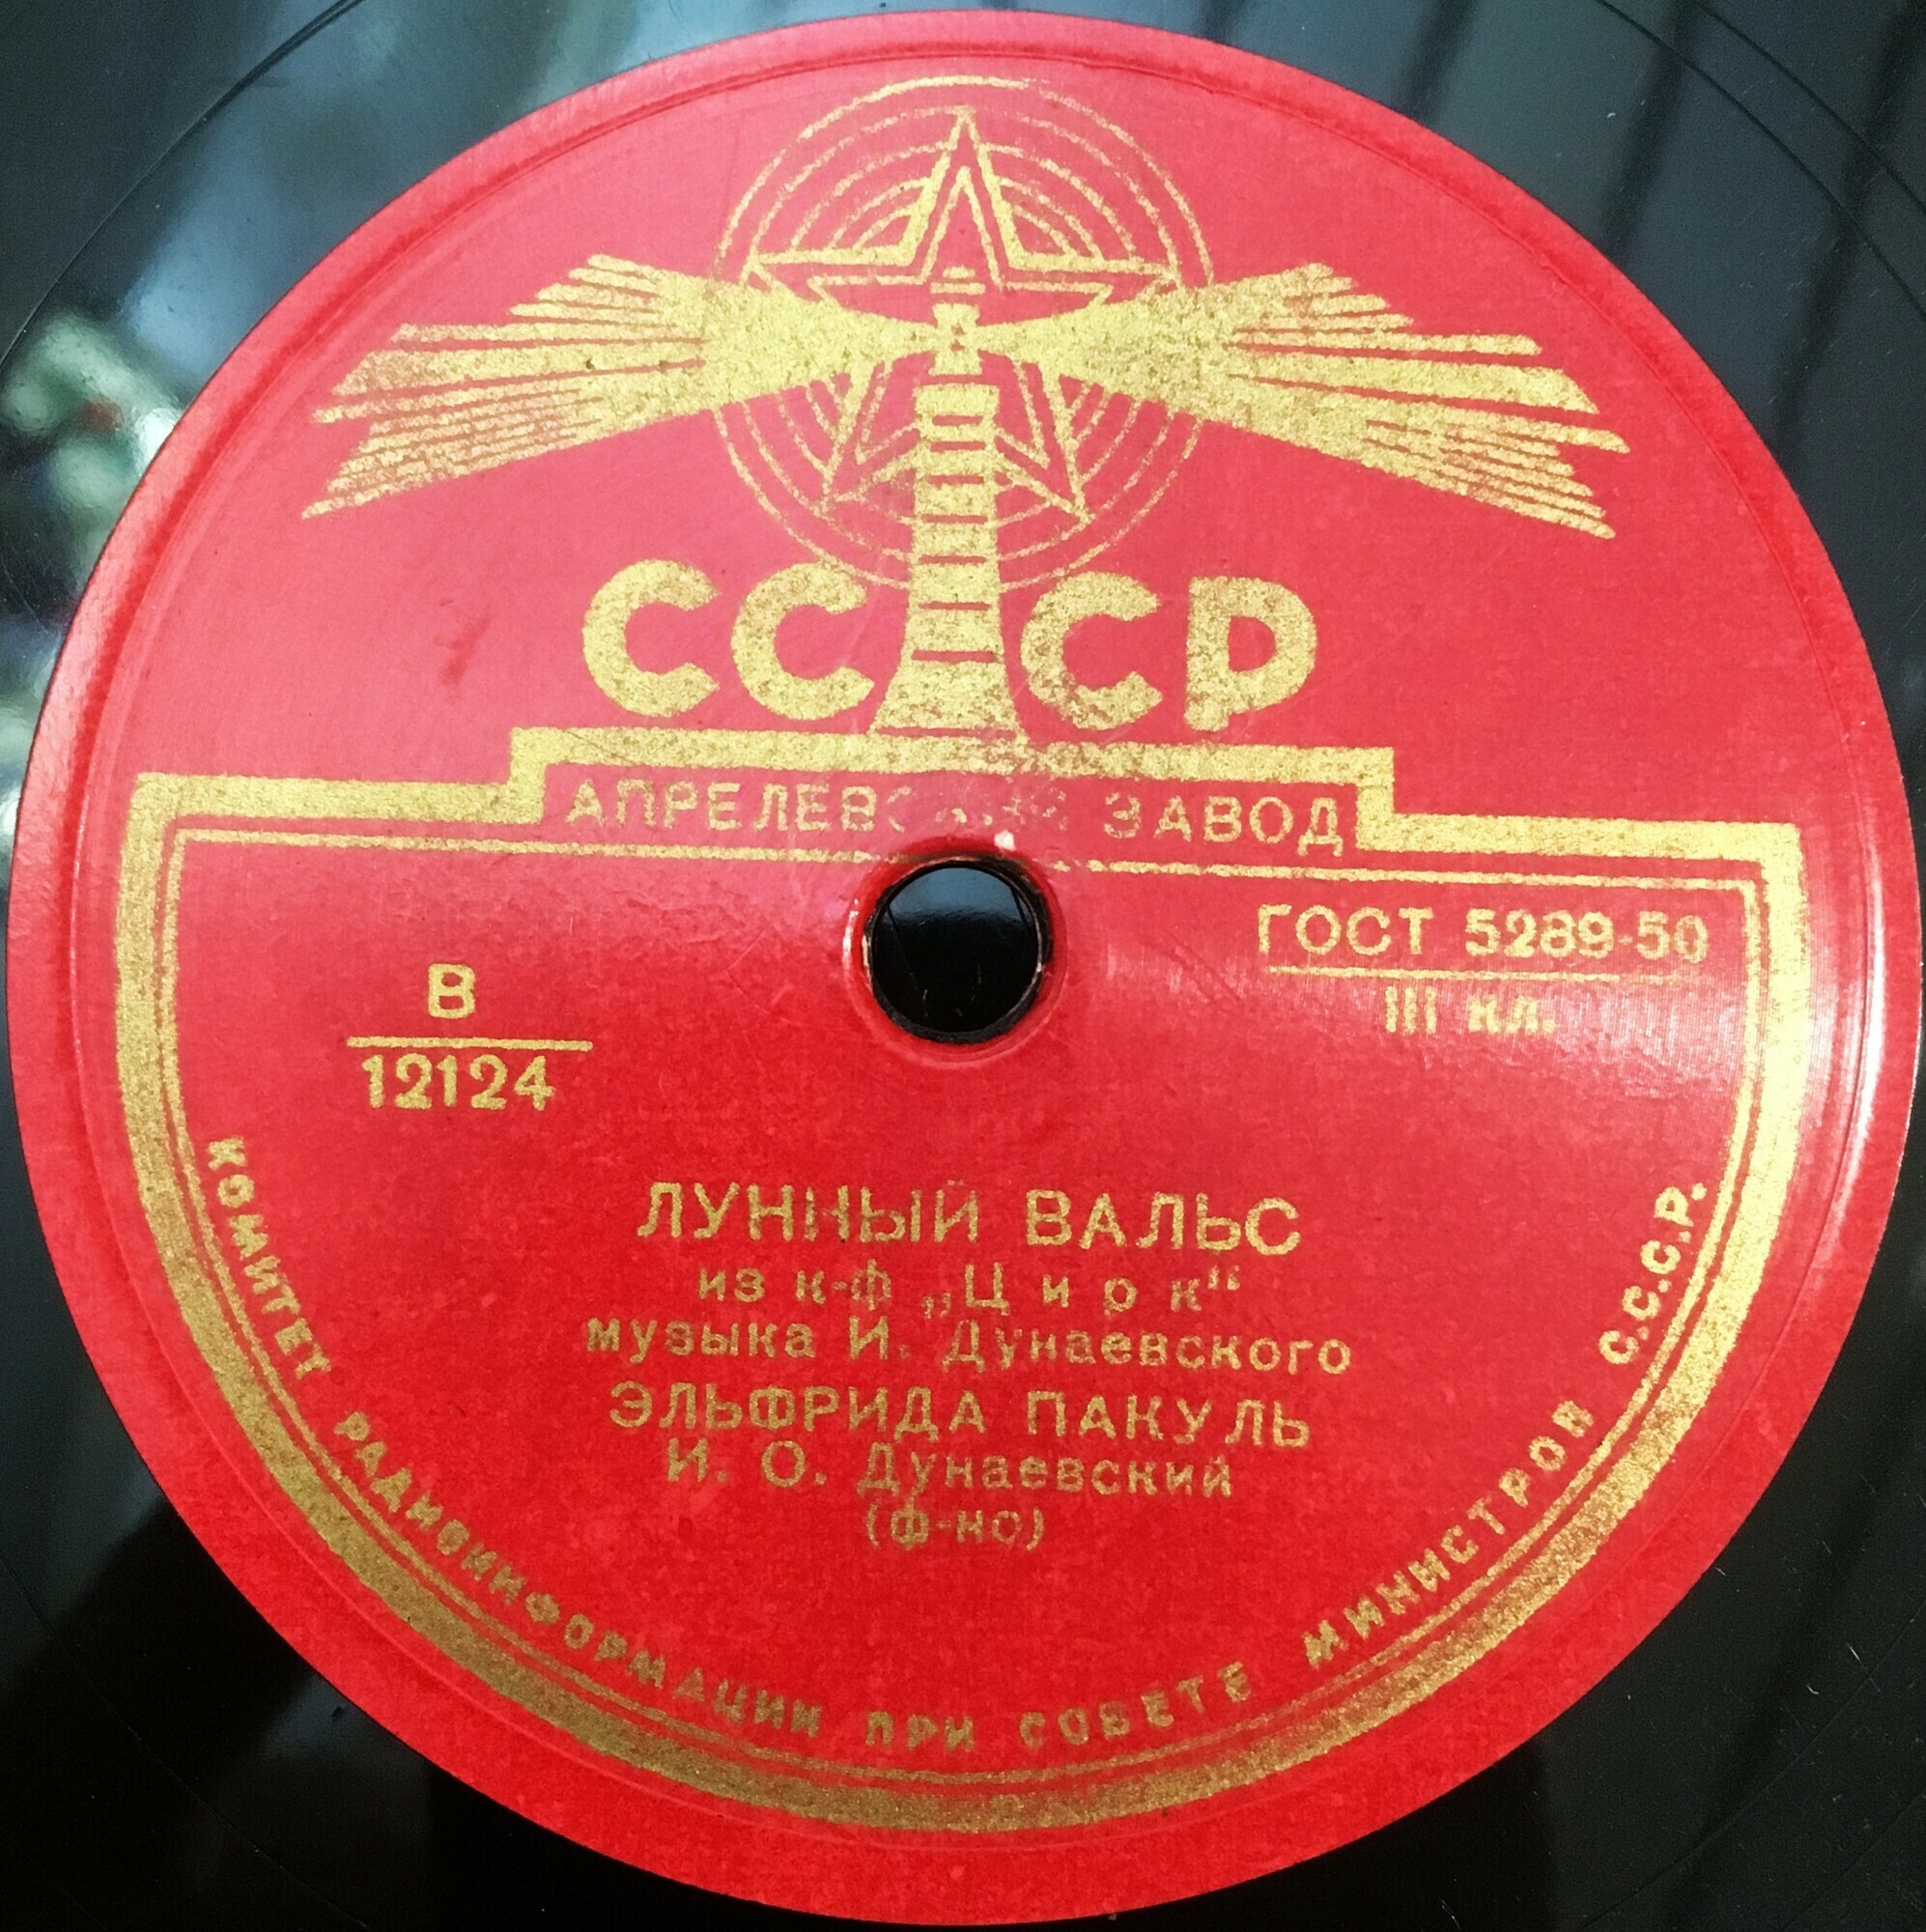 СССР
АПРЕЛЕВСКИЙ ЗАВОД
ГОСТ 5289-50
III кл.
В
12124
ЛУННЫЙ ВАЛЬС
из к-ф „Цирк“
музыка И. Дунаевского
ЭЛЬФРИДА ПАКУЛЬ
И. О. Дунаевский
(ф-но)
КОМИТЕТ РАДИОИНФОРМАЦИИ ПРИ СОВЕТЕ МИНИСТРОВ С.С.С.Р.